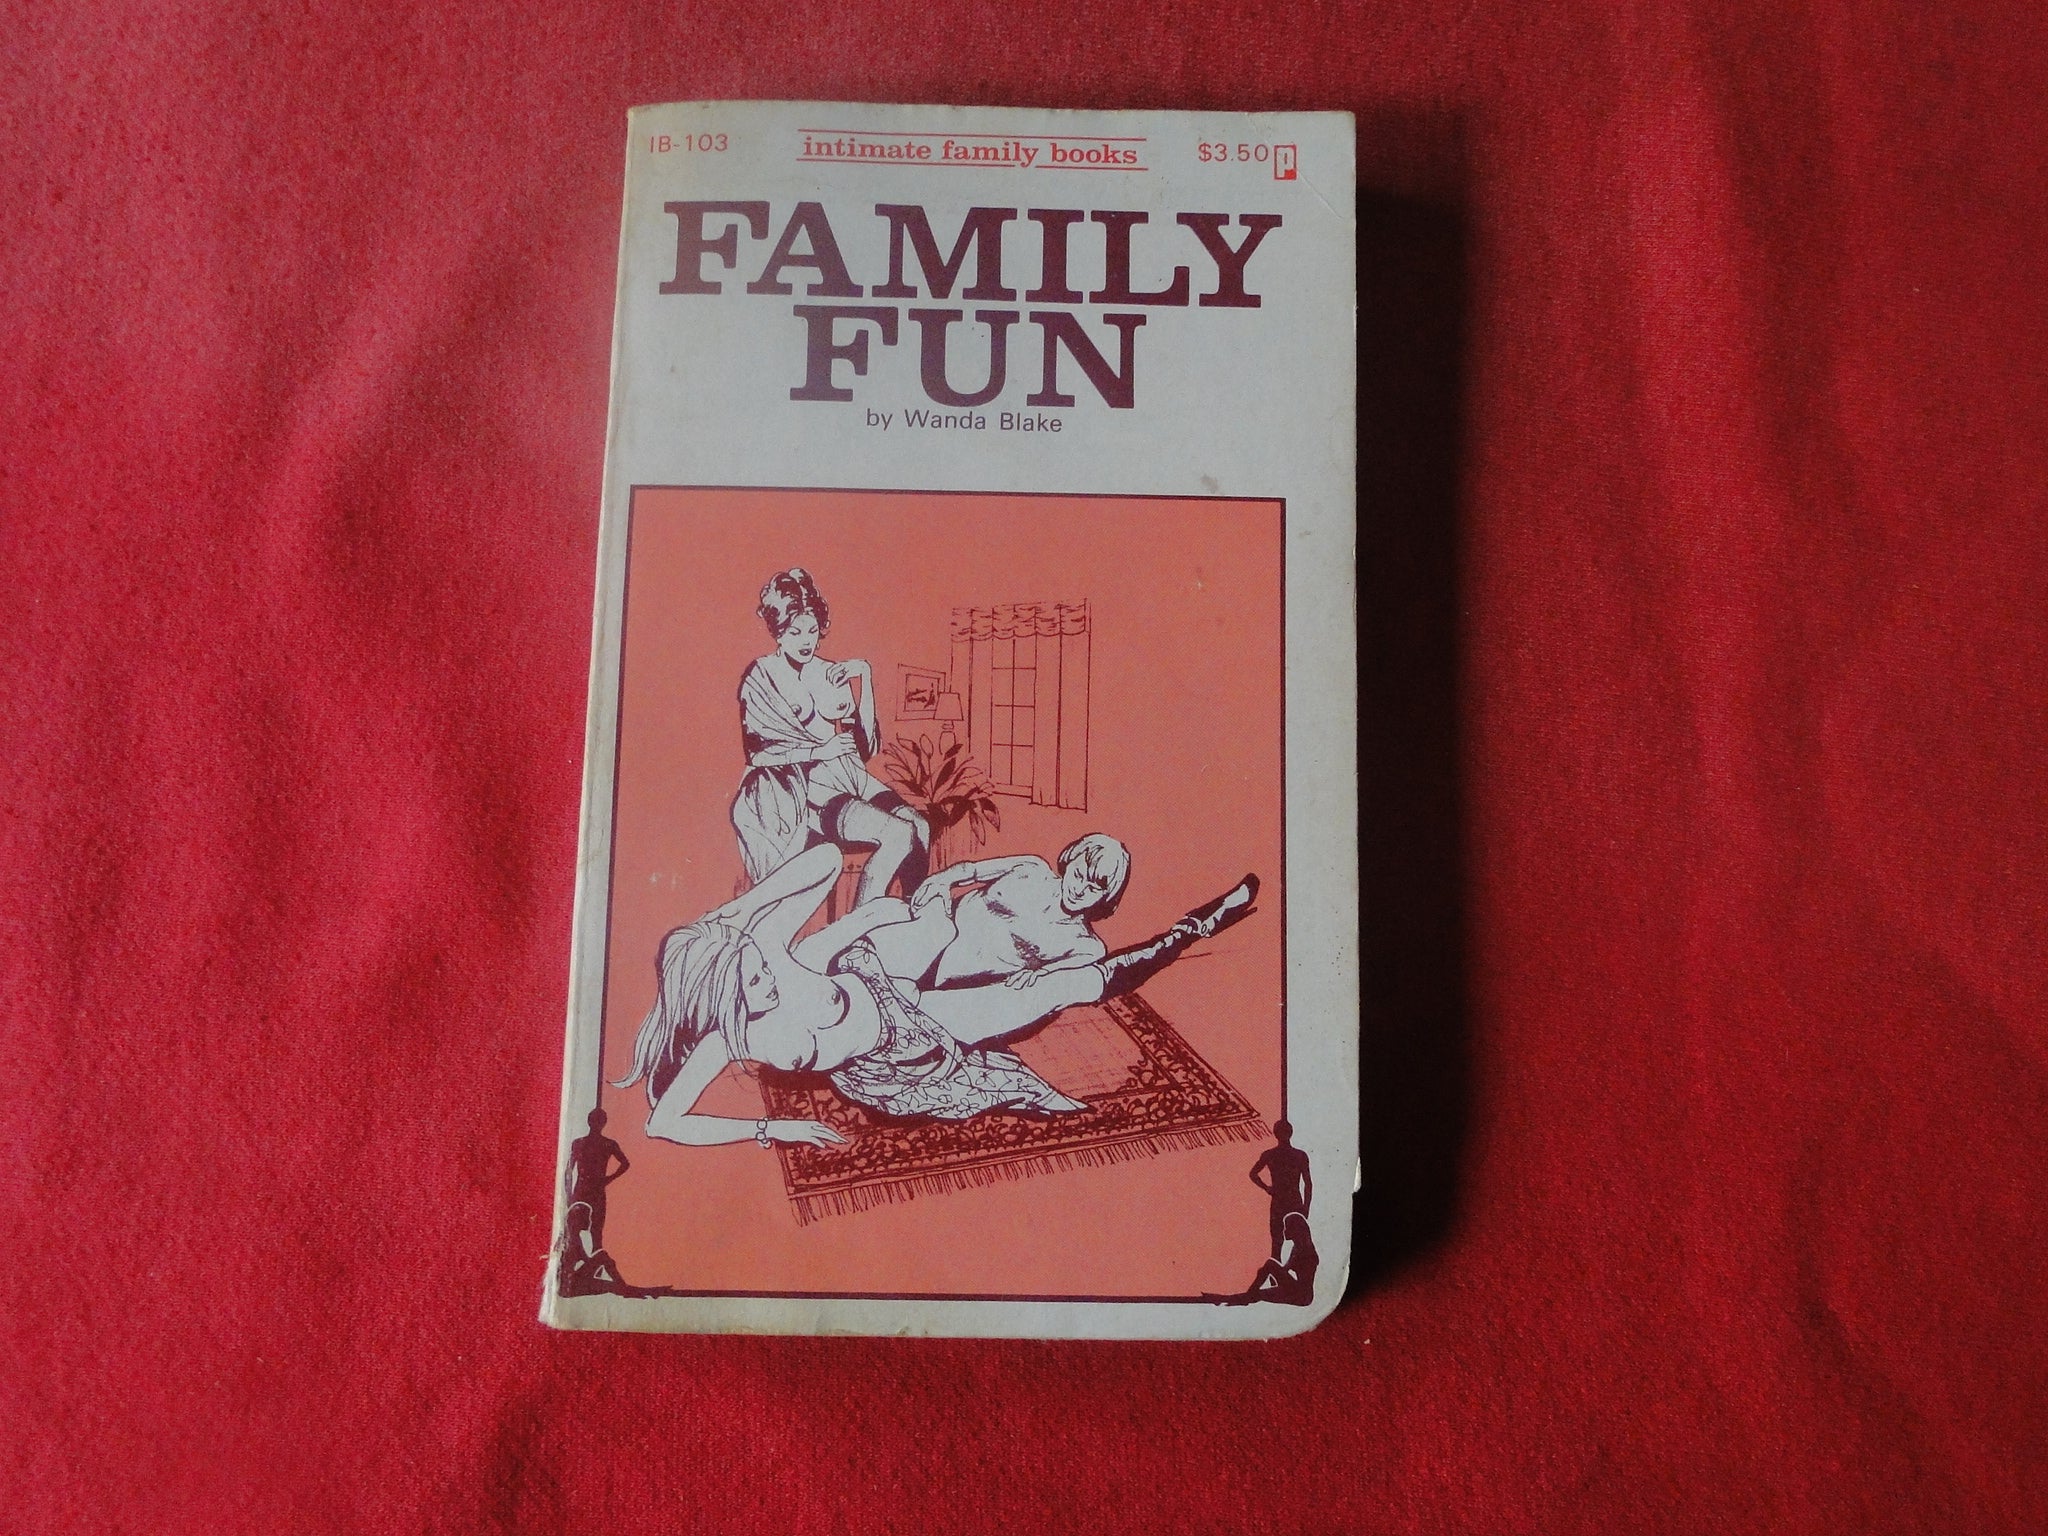 IB-103 intimate family books $3.50 p
FAMILY
FUN
by Wanda Blake